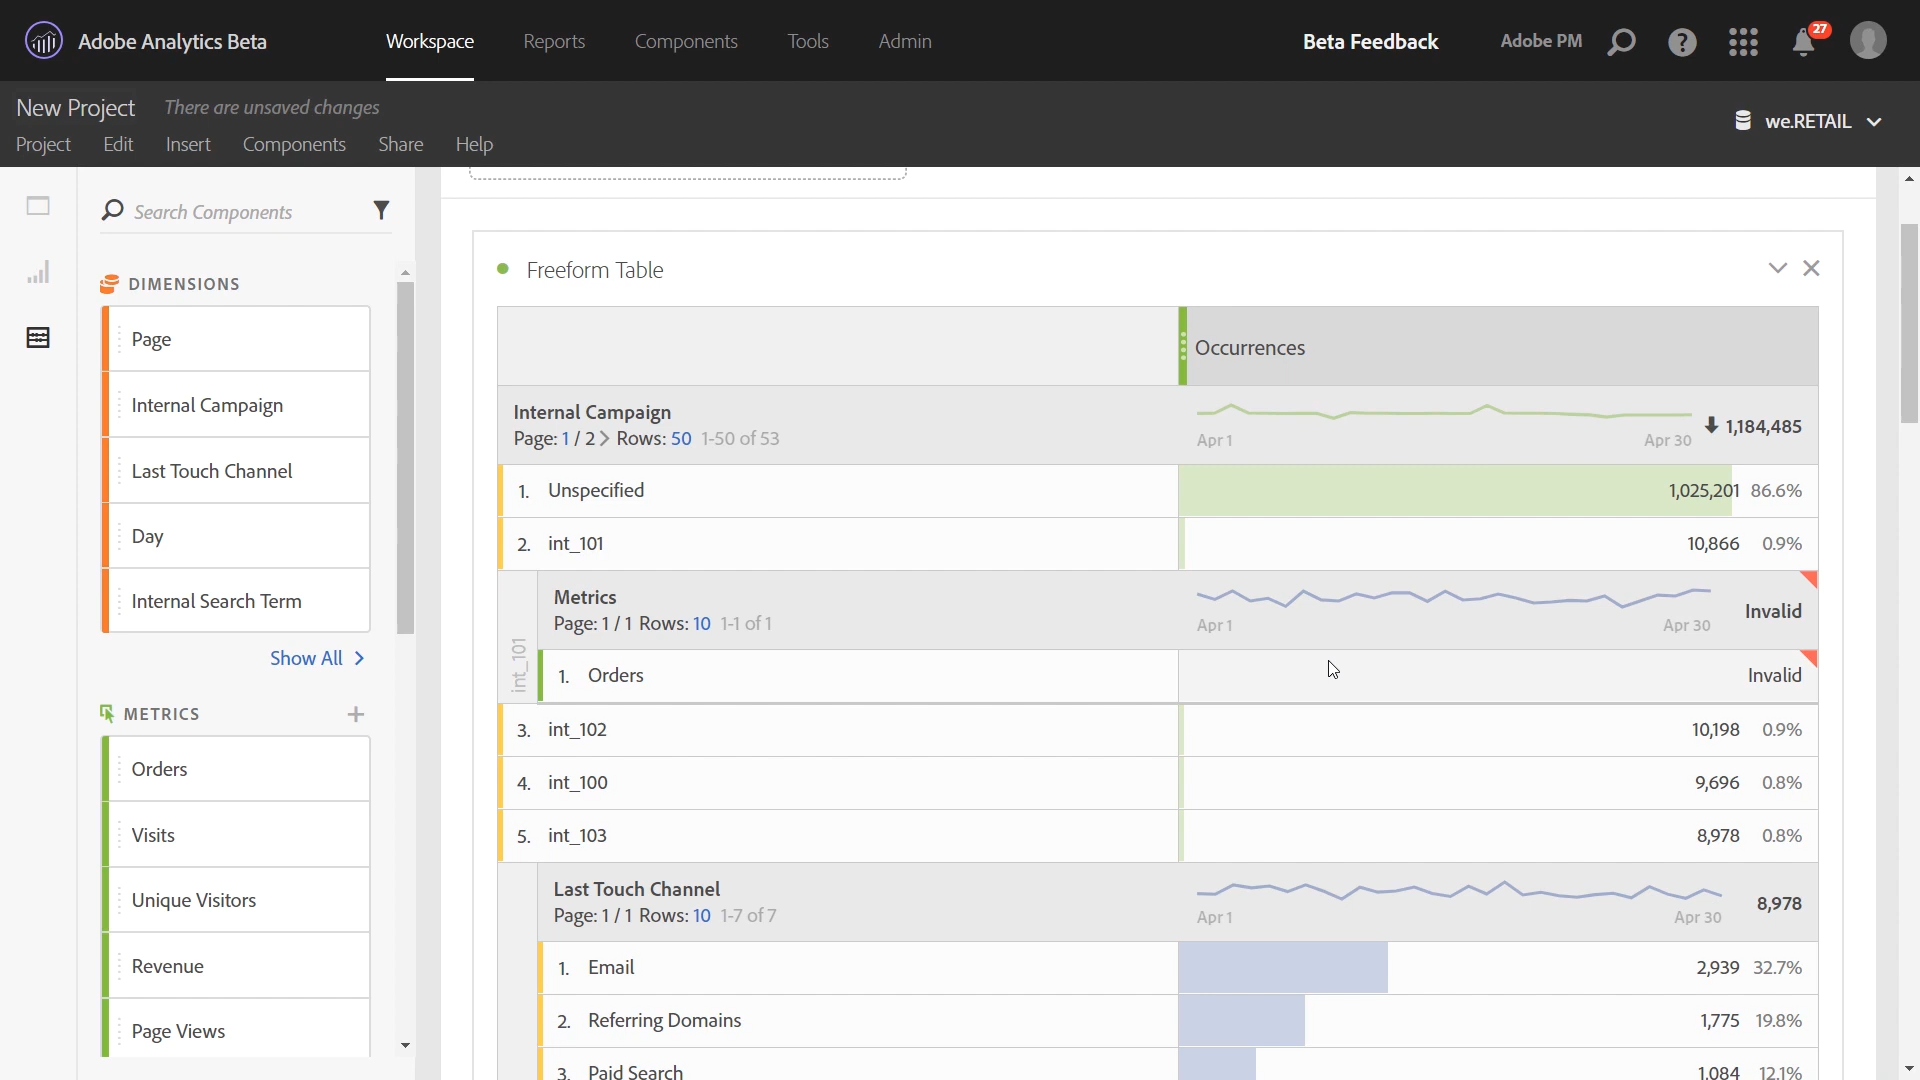 Adobe Analytics Beta
Workspace
Reports
Components
Tools
Admin
Beta Feedback
Adobe PM
27
New Project
There are unsaved changes
Project
Edit
Insert
Components
Share
Help
we.RETAIL
Search Components
DIMENSIONS
Page
Internal Campaign
Last Touch Channel
Day
Internal Search Term
Show All
METRICS
Orders
Visits
Unique Visitors
Revenue
Page Views
Freeform Table
Occurrences
Internal Campaign
Page: 1 / 2 > Rows: 50 1-50 of 53
Apr 1
Apr 30
1,184,485
1. Unspecified 1,025,201 86.6%
2. int_101 10,866 0.9%
int_101
Metrics
Page: 1 / 1 Rows: 10 1-1 of 1
Apr 1
Apr 30
Invalid
1. Orders Invalid
3. int_102 10,198 0.9%
4. int_100 9,696 0.8%
5. int_103 8,978 0.8%
Last Touch Channel
Page: 1 / 1 Rows: 10 1-7 of 7
Apr 1
Apr 30
8,978
1. Email 2,939 32.7%
2. Referring Domains 1,775 19.8%
3. Paid Search 1,084 12.1%